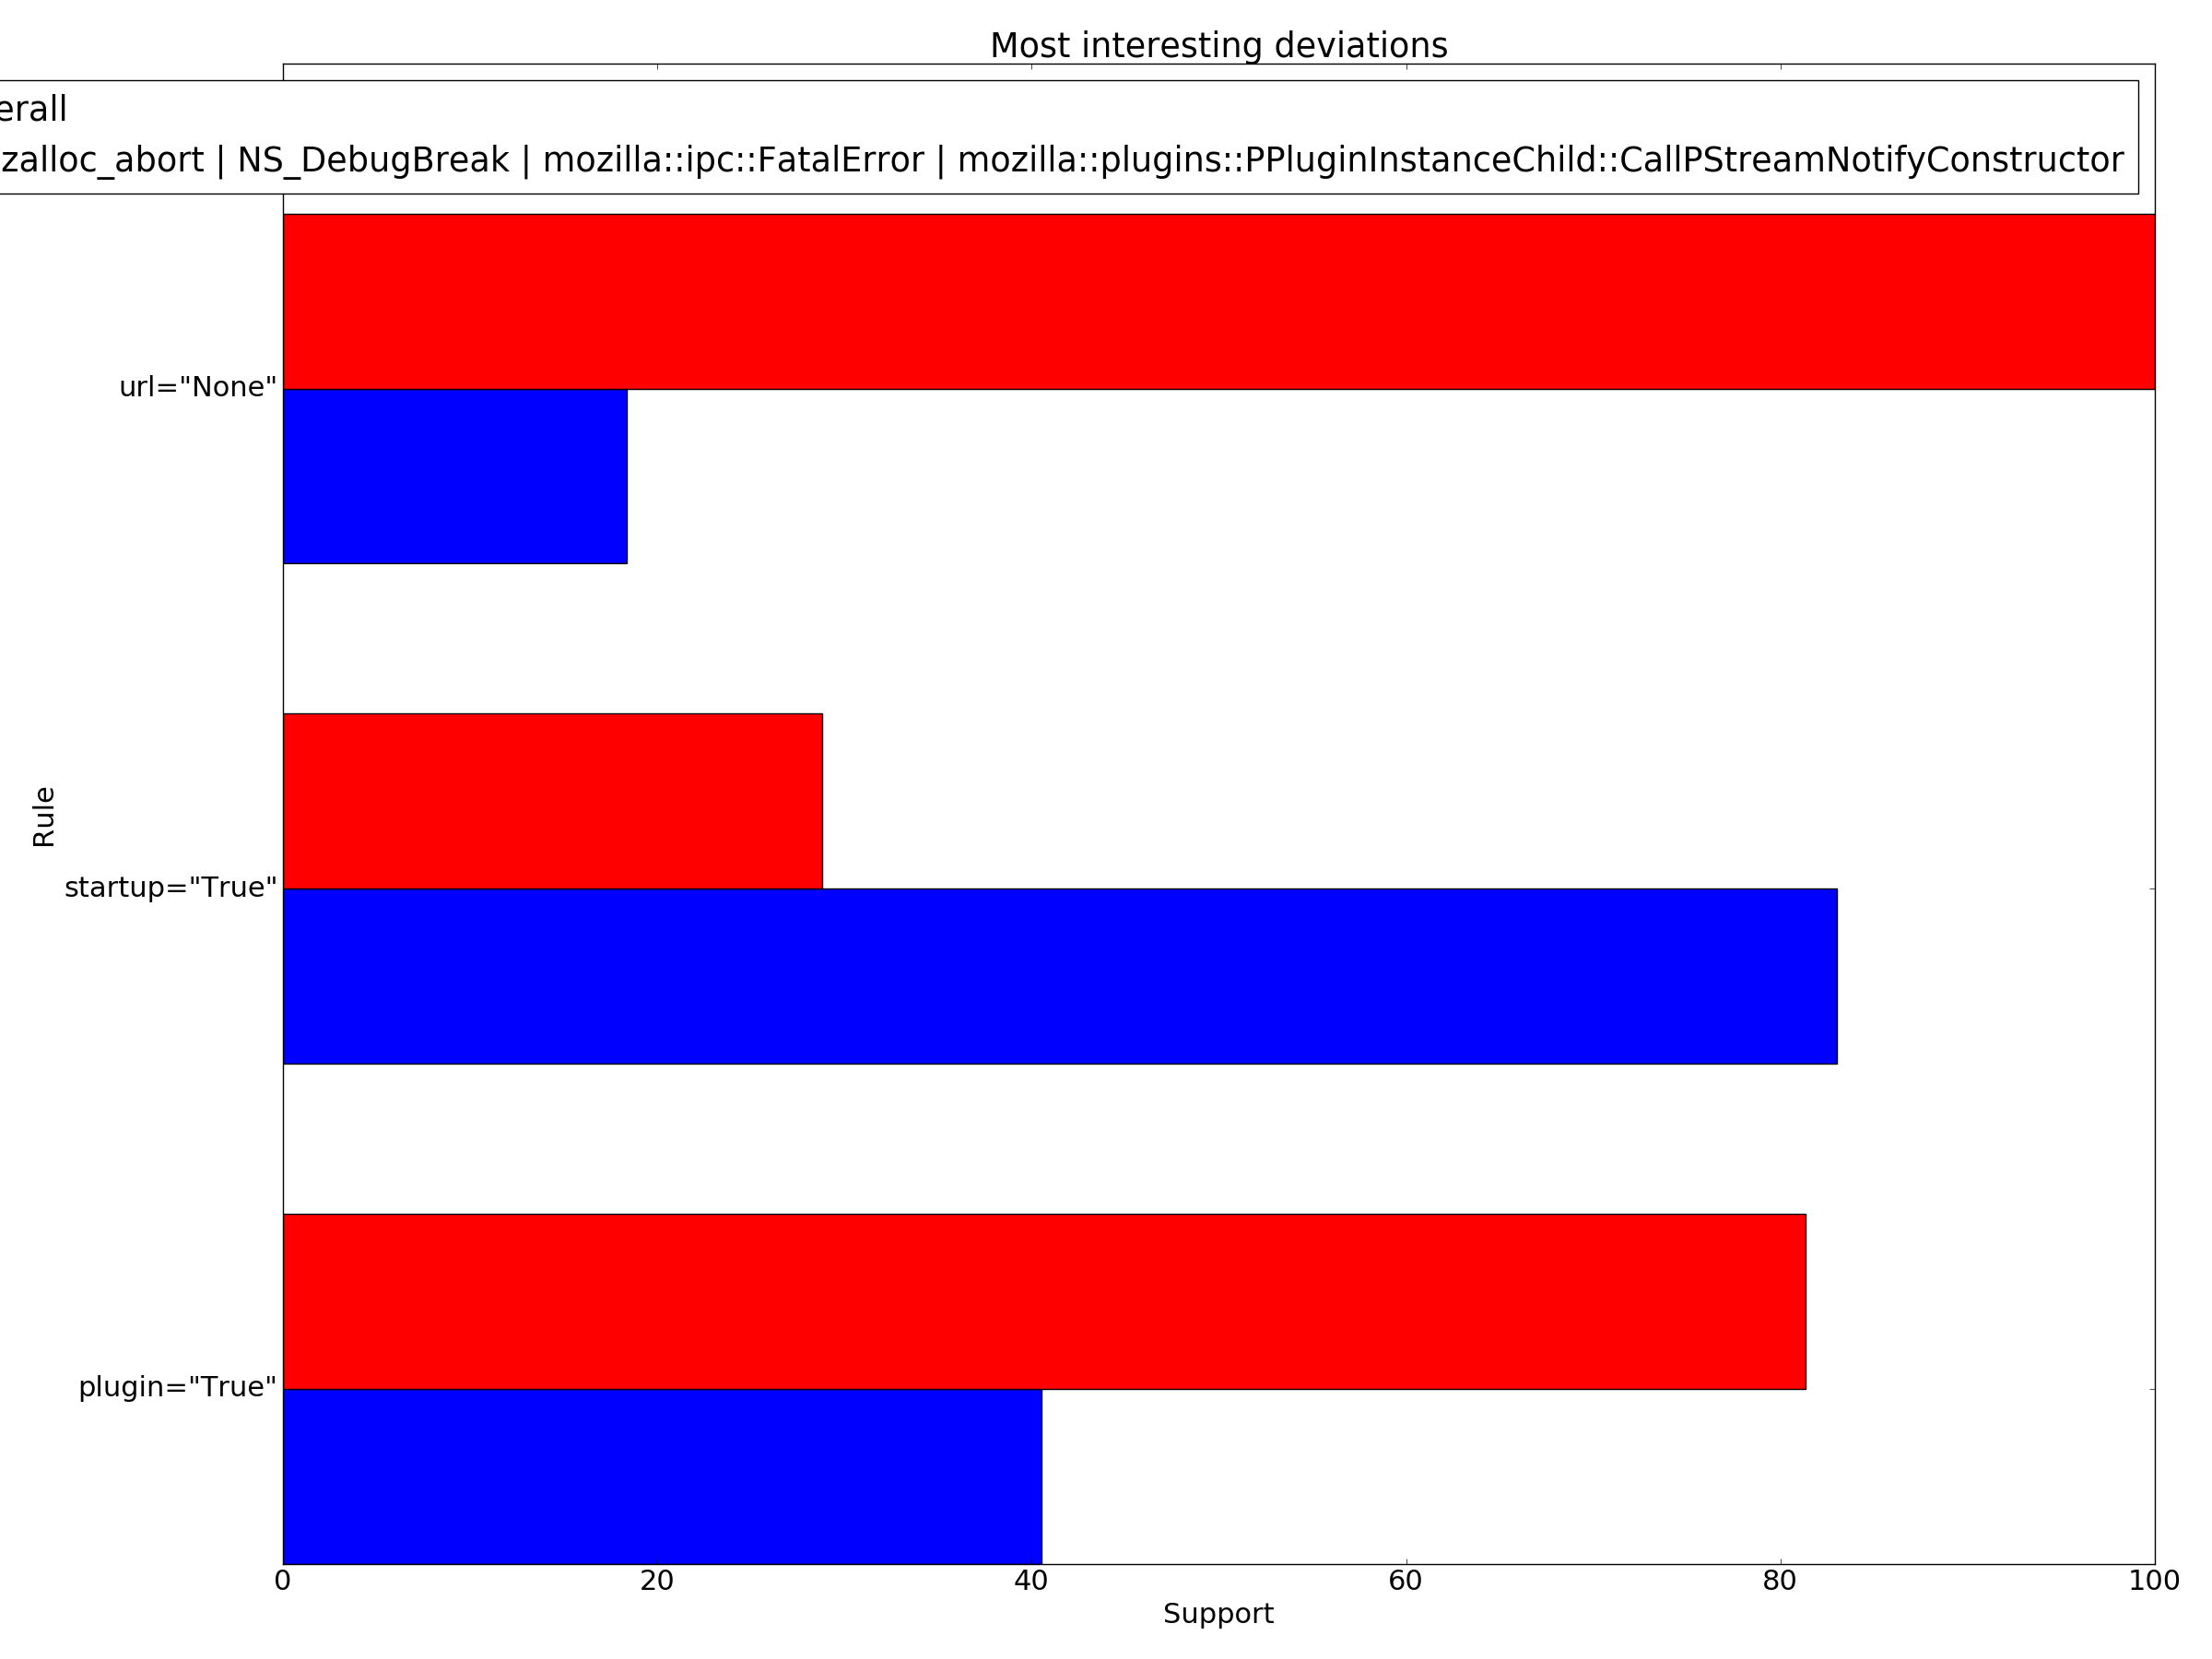 Most interesting deviations
erall
zalloc_abort | NS_DebugBreak | mozilla::ipc::FatalError | mozilla::plugins::PPluginInstanceChild::CallPStreamNotifyConstructor
url="None"
Rule
startup="True"
plugin="True"
0 20 40 60 80 100
Support